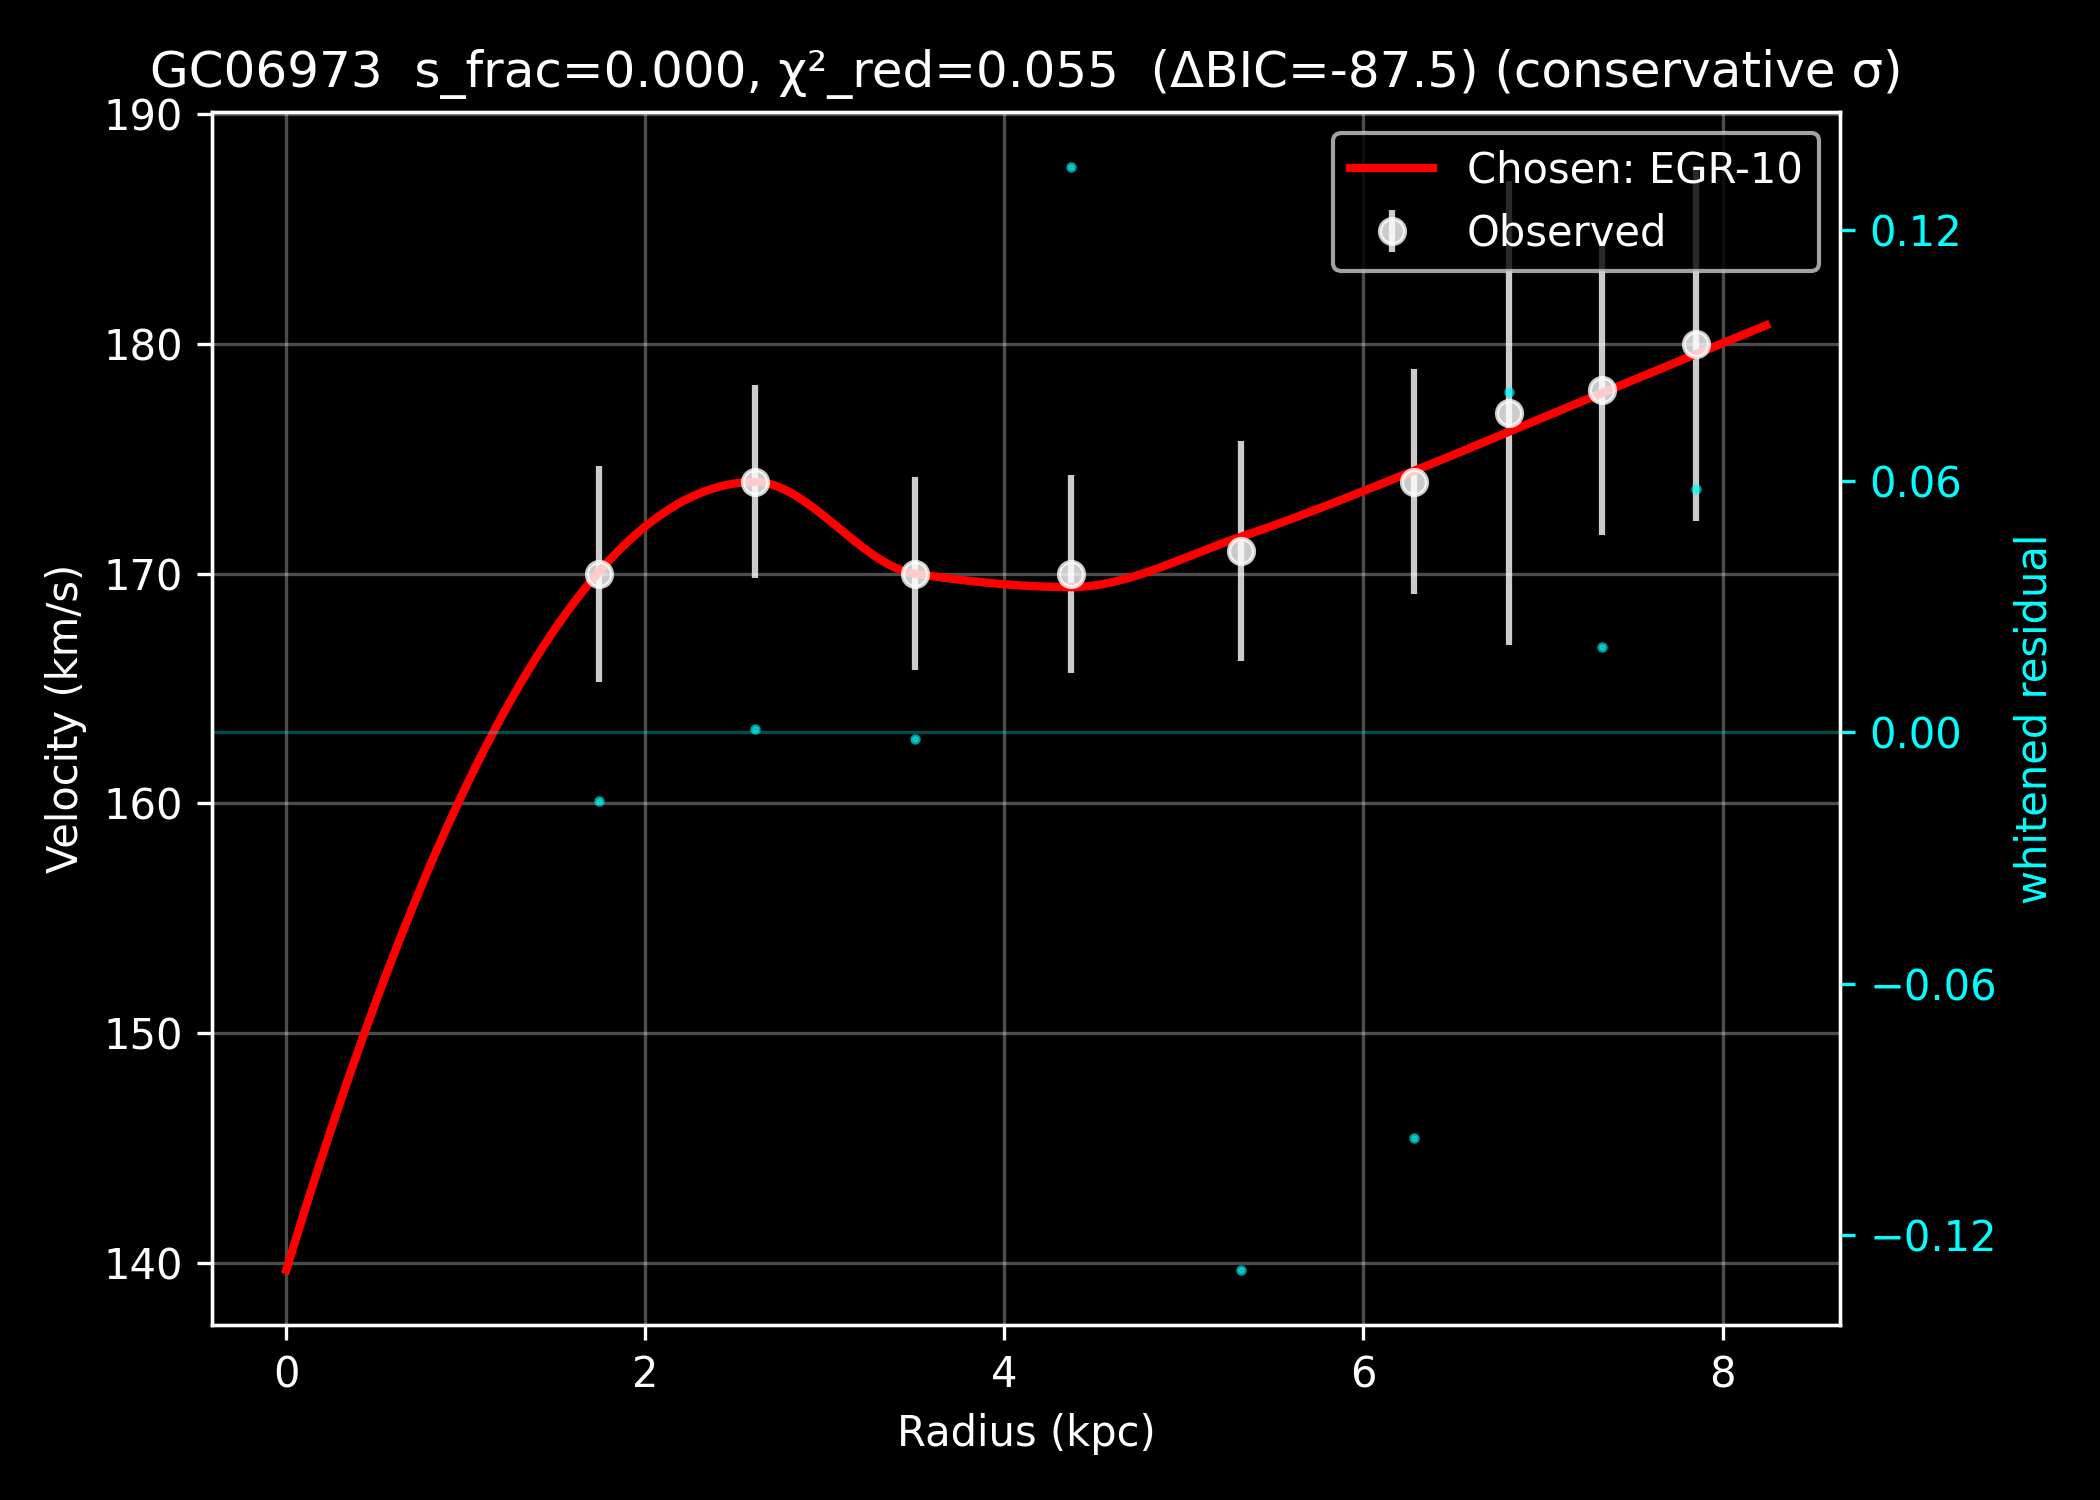 GC06973  s_frac=0.000, χ²_red=0.055  (ΔBIC=-87.5) (conservative σ)
Chosen: EGR-10
Observed
190
180
170
160
150
140
Velocity (km/s)
0.12
0.06
0.00
−0.06
−0.12
whitened residual
0
2
4
6
8
Radius (kpc)